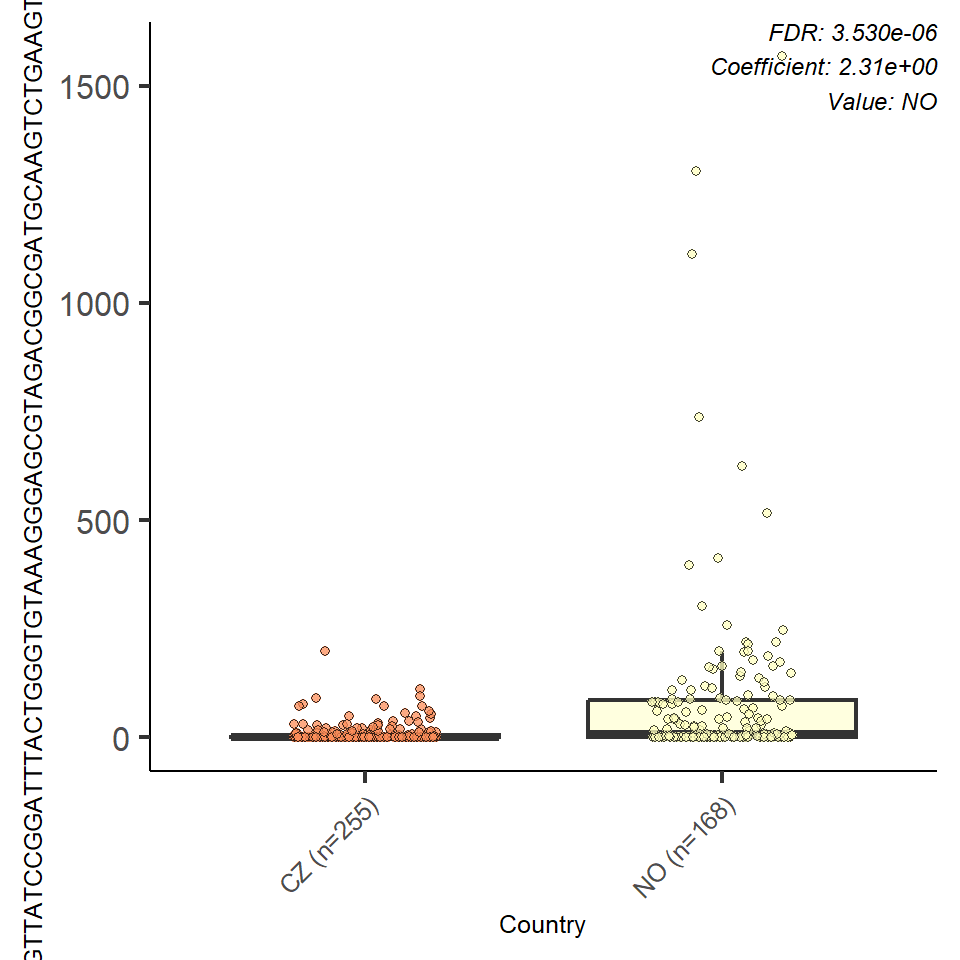 FDR: 3.530e-06
Coefficient: 2.31e+00
Value: NO
GTTATCCGGATTTACTGGGTGTAAAGGGAGCGTAGACGGCGATGCAAGTCTGAAGT
1500
1000
500
0
CZ (n=255)
NO (n=168)
Country